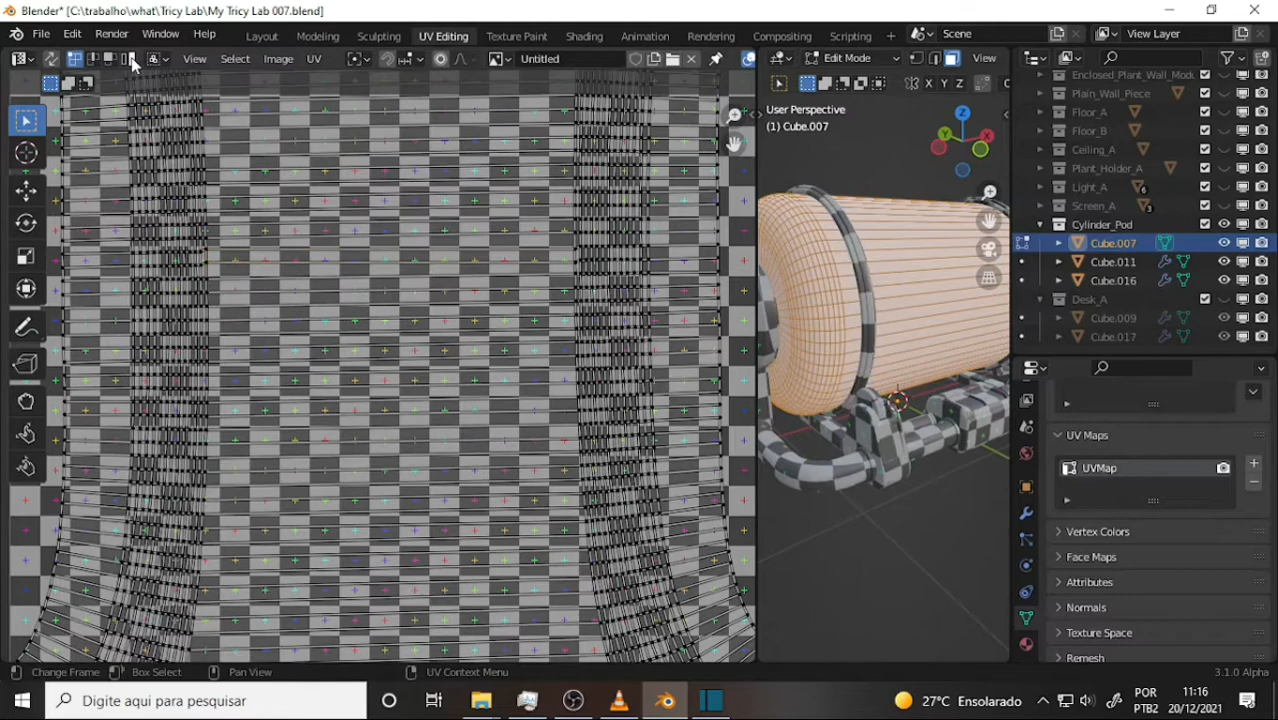 Blender* [C:\trabalho\what\Tricy Lab\My Tricy Lab 007.blend]
File Edit Render Window Help Layout Modeling Sculpting UV Editing Texture Paint Shading Animation Rendering Compositing Scripting + Scene View Layer
View Select Image UV Untitled Edit Mode View
X Y Z
User Perspective
(1) Cube.007
Z
Y
X
Enclosed_Plant_Wall_Modu
Plain_Wall_Piece
Floor_A
Floor_B
Ceiling_A
Plant_Holder_A
Light_A 6
Screen_A 3
Cylinder_Pod
Cube.007
Cube.011
Cube.016
Desk_A
Cube.009
Cube.017
UV Maps
UVMap
Vertex Colors
Face Maps
Attributes
Normals
Texture Space
Remesh
Change Frame Box Select Pan View UV Context Menu 3.1.0 Alpha
Digite aqui para pesquisar 27°C Ensolarado POR 11:16
PTB2 20/12/2021